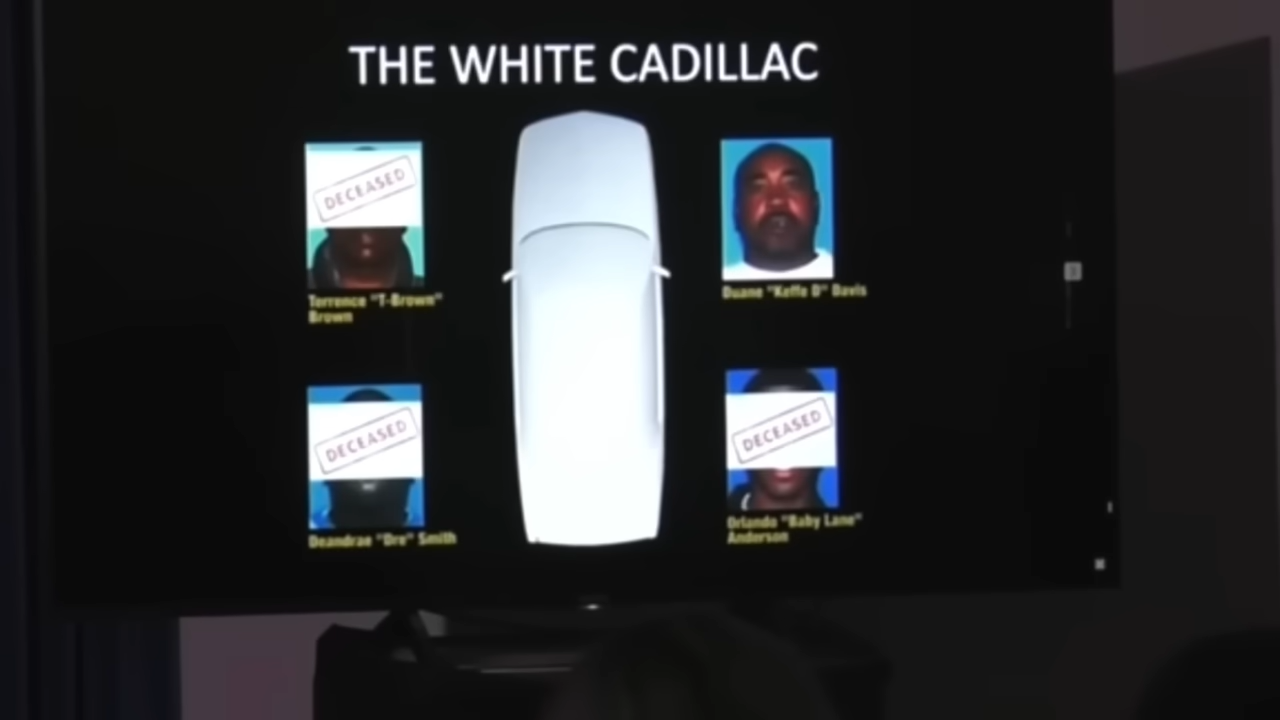 THE WHITE CADILLAC
DECEASED
Terrence "T-Brown"
Brown
Duane "Keffe D" Davis
DECEASED
Deandrae "Dre" Smith
DECEASED
Orlando "Baby Lane"
Anderson